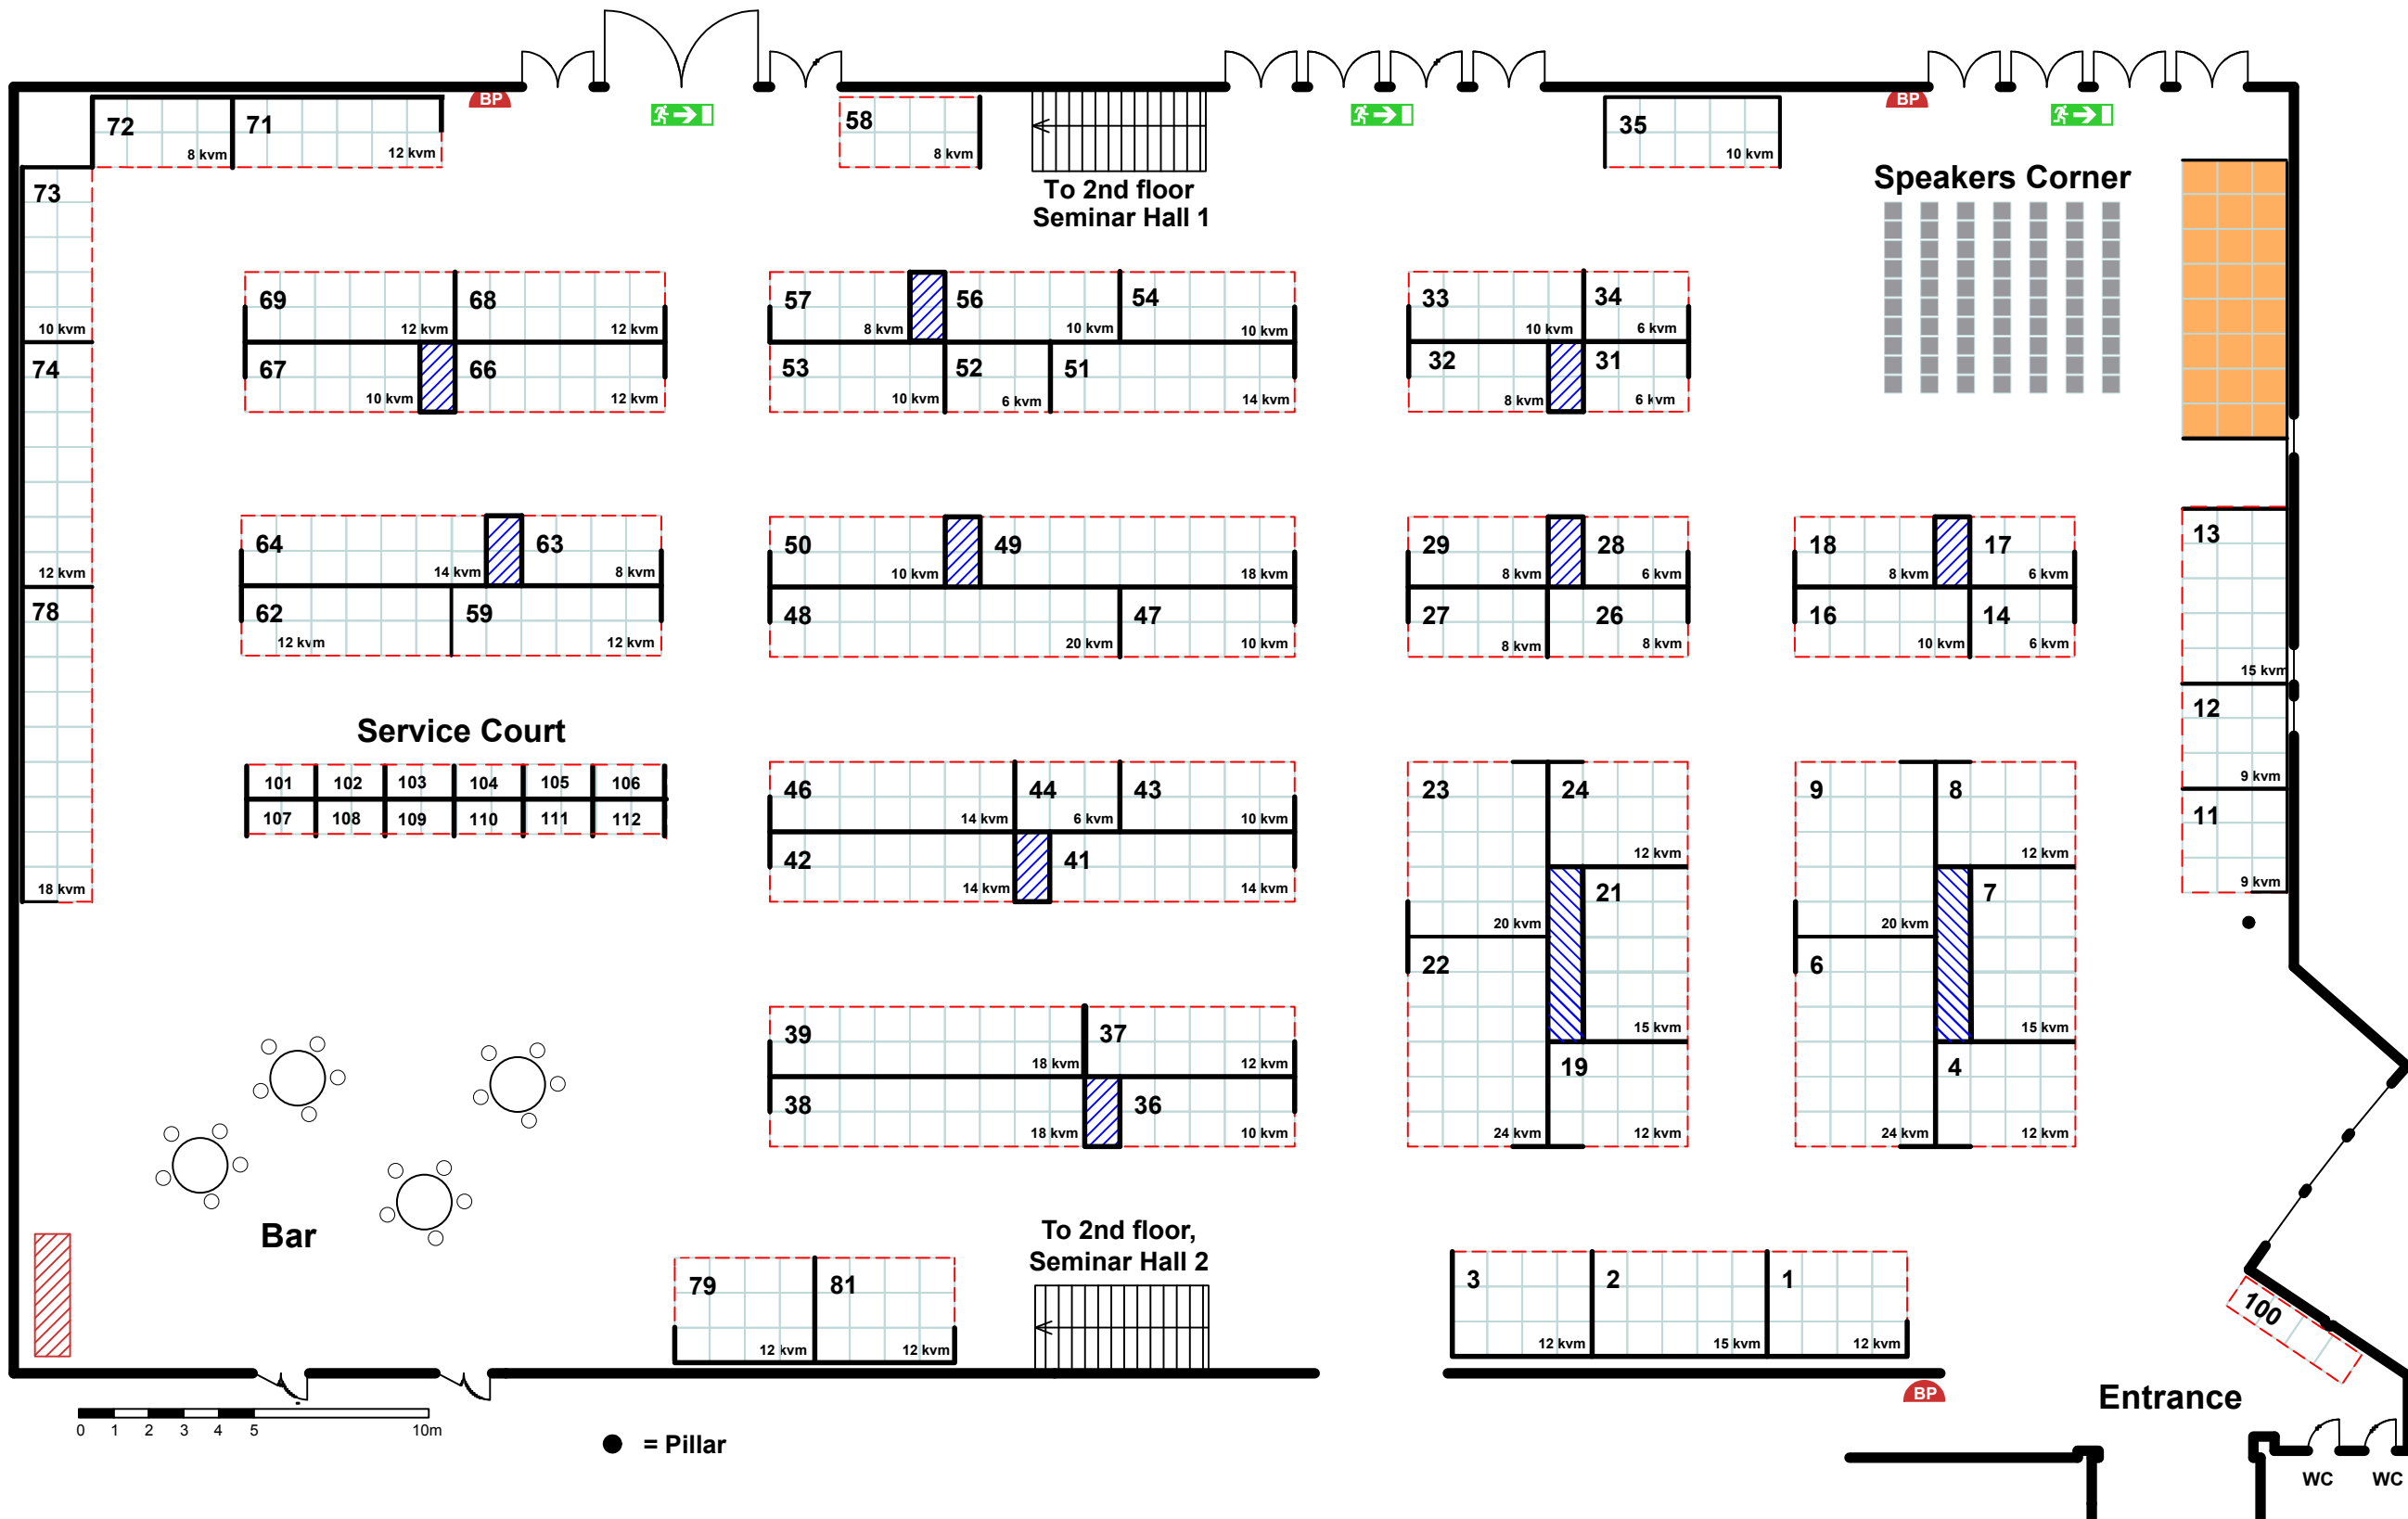 BP
BP
72
71
58
35
8 kvm
12 kvm
8 kvm
10 kvm
To 2nd floor
Seminar Hall 1
Speakers Corner
73
10 kvm
69
68
12 kvm
12 kvm
67
66
10 kvm
12 kvm
57
56
54
8 kvm
10 kvm
10 kvm
53
52
51
10 kvm
6 kvm
14 kvm
33
34
10 kvm
6 kvm
32
31
8 kvm
6 kvm
74
12 kvm
64
63
14 kvm
8 kvm
62
59
12 kvm
12 kvm
50
49
10 kvm
18 kvm
48
47
20 kvm
10 kvm
29
28
8 kvm
6 kvm
27
26
8 kvm
8 kvm
18
17
8 kvm
6 kvm
16
14
10 kvm
6 kvm
13
15 kvm
12
9 kvm
11
9 kvm
78
18 kvm
Service Court
101 102 103 104 105 106
107 108 109 110 111 112
46
44
43
14 kvm
6 kvm
10 kvm
42
41
14 kvm
14 kvm
23
24
12 kvm
20 kvm
21
22
15 kvm
19
24 kvm
12 kvm
9
8
12 kvm
20 kvm
7
6
15 kvm
4
24 kvm
12 kvm
39
37
18 kvm
12 kvm
38
36
18 kvm
10 kvm
Bar
To 2nd floor,
Seminar Hall 2
79
81
12 kvm
12 kvm
3
2
1
12 kvm
15 kvm
12 kvm
100
BP
Entrance
0 1 2 3 4 5 10m
= Pillar
WC
WC